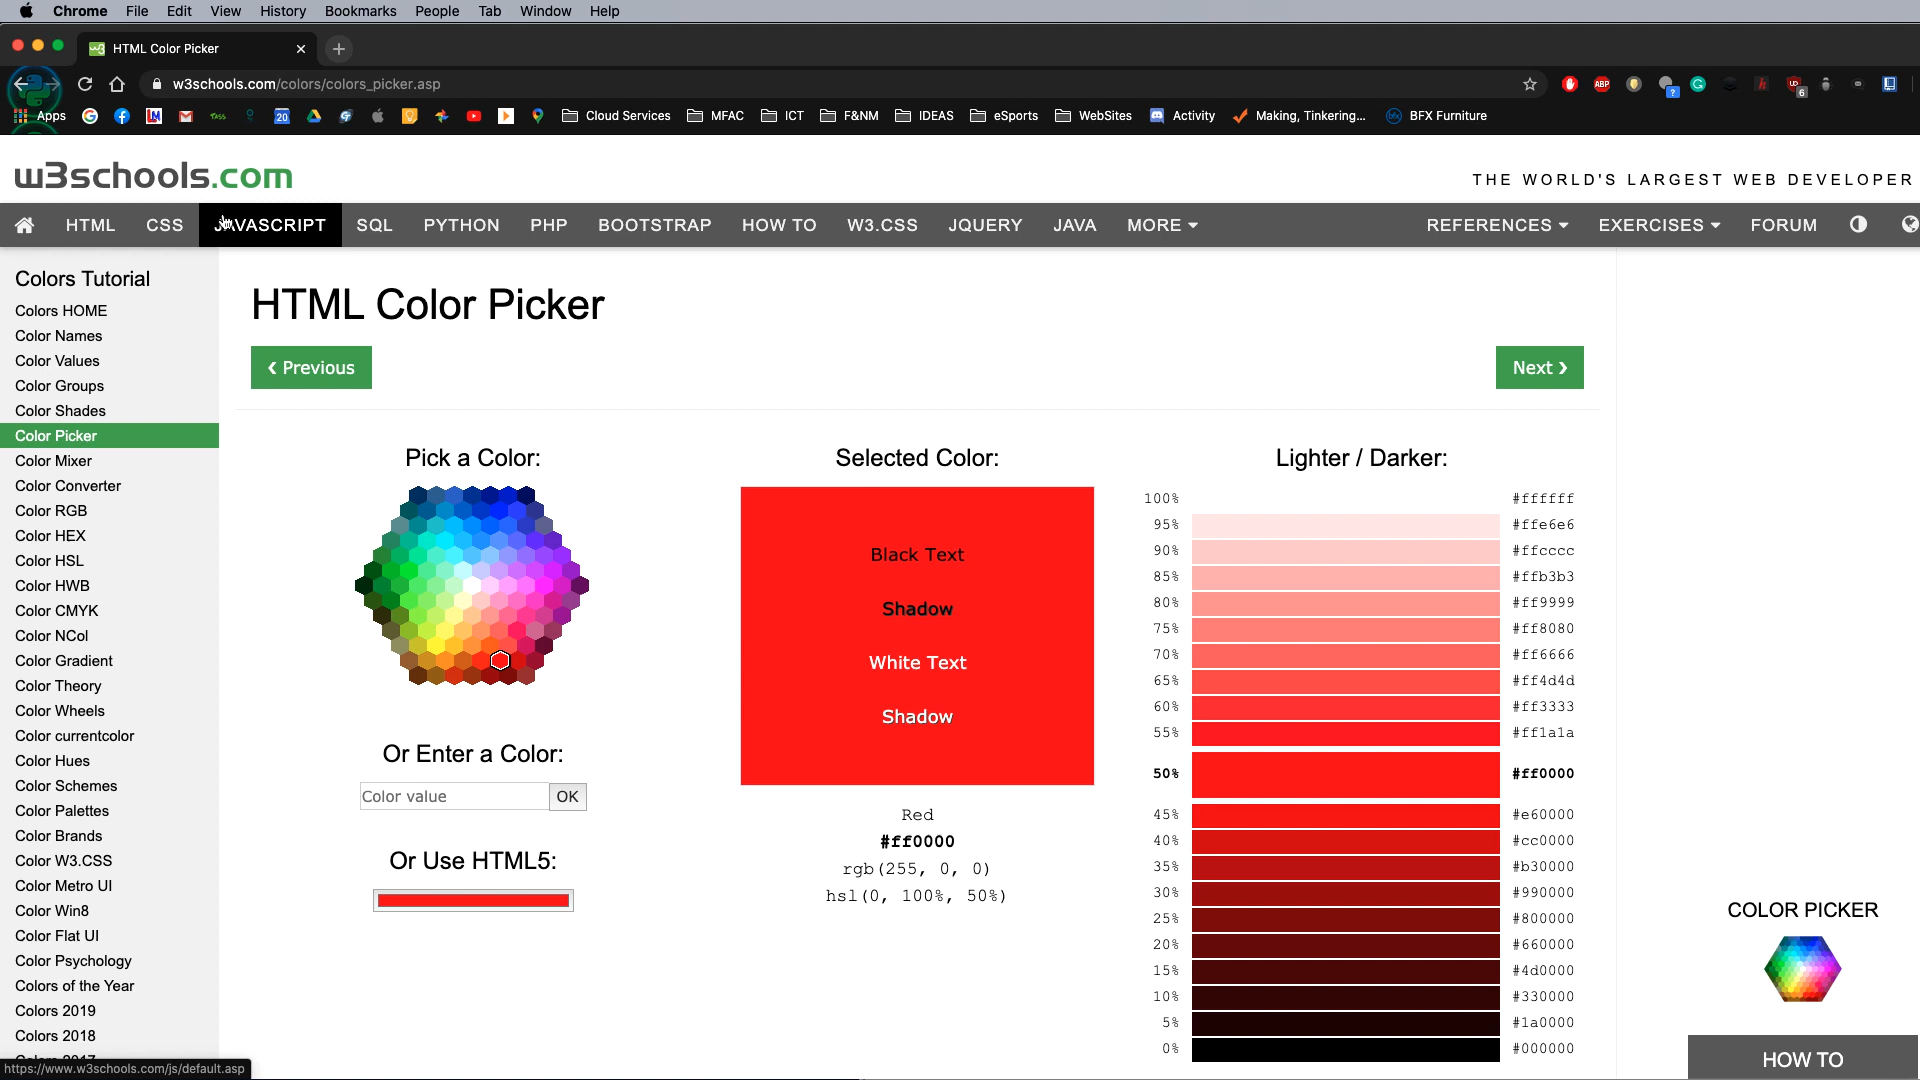 Chrome File Edit View History Bookmarks People Tab Window Help
HTML Color Picker
w3schools.com/colors/colors_picker.asp
Apps 20 Cloud Services MFAC ICT F&NM IDEAS eSports WebSites Activity Making, Tinkering... BFX Furniture
w3schools.com
THE WORLD'S LARGEST WEB DEVELOPER
HTML CSS JAVASCRIPT SQL PYTHON PHP BOOTSTRAP HOW TO W3.CSS JQUERY JAVA MORE REFERENCES EXERCISES FORUM
Colors Tutorial
Colors HOME
Color Names
Color Values
Color Groups
Color Shades
Color Picker
Color Mixer
Color Converter
Color RGB
Color HEX
Color HSL
Color HWB
Color CMYK
Color NCol
Color Gradient
Color Theory
Color Wheels
Color currentcolor
Color Hues
Color Schemes
Color Palettes
Color Brands
Color W3.CSS
Color Metro UI
Color Win8
Color Flat UI
Color Psychology
Colors of the Year
Colors 2019
Colors 2018
https://www.w3schools.com/js/default.asp
HTML Color Picker
❮ Previous
Next ❯
Pick a Color:
Or Enter a Color:
Color value OK
Or Use HTML5:
Selected Color:
Black Text
Shadow
White Text
Shadow
Red
#ff0000
rgb(255, 0, 0)
hsl(0, 100%, 50%)
Lighter / Darker:
100% #ffffff
95% #ffe6e6
90% #ffcccc
85% #ffb3b3
80% #ff9999
75% #ff8080
70% #ff6666
65% #ff4d4d
60% #ff3333
55% #ff1a1a
50% #ff0000
45% #e60000
40% #cc0000
35% #b30000
30% #990000
25% #800000
20% #660000
15% #4d0000
10% #330000
5% #1a0000
0% #000000
COLOR PICKER
HOW TO